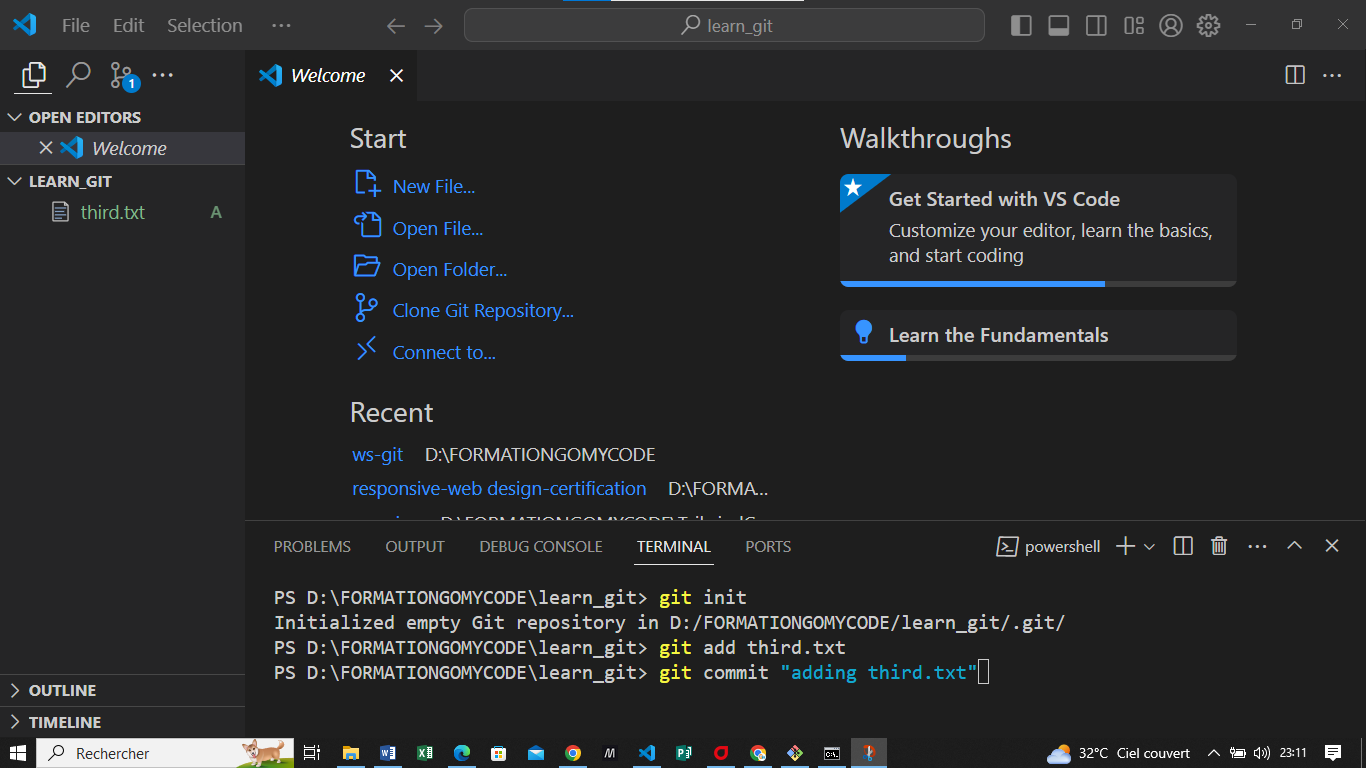 File Edit Selection ··· learn_git
1 ···
Welcome
OPEN EDITORS
Welcome
LEARN_GIT
third.txt A
OUTLINE
TIMELINE
Start
New File...
Open File...
Open Folder...
Clone Git Repository...
Connect to...
Recent
ws-git D:\FORMATIONGOMYCODE
responsive-web design-certification D:\FORMA...
Walkthroughs
Get Started with VS Code
Customize your editor, learn the basics,
and start coding
Learn the Fundamentals
PROBLEMS OUTPUT DEBUG CONSOLE TERMINAL PORTS powershell
PS D:\FORMATIONGOMYCODE\learn_git> git init
Initialized empty Git repository in D:/FORMATIONGOMYCODE/learn_git/.git/
PS D:\FORMATIONGOMYCODE\learn_git> git add third.txt
PS D:\FORMATIONGOMYCODE\learn_git> git commit "adding third.txt"
Rechercher 32°C Ciel couvert 23:11